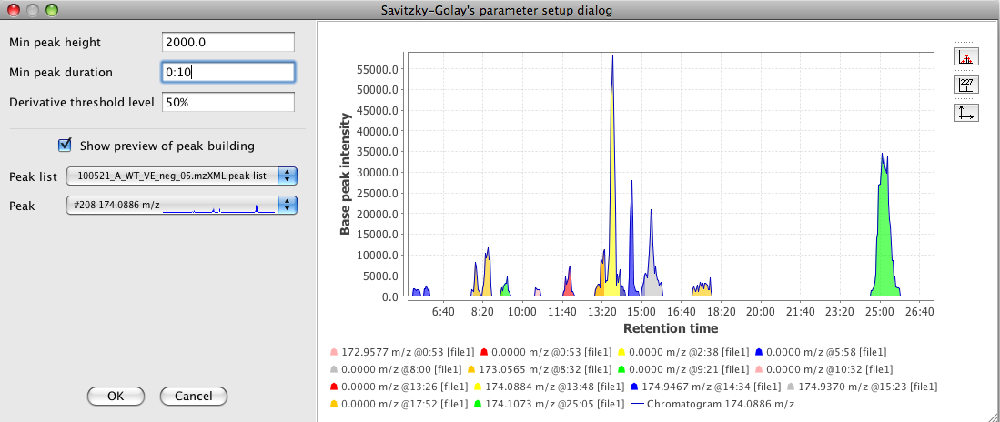 Savitzky-Golay's parameter setup dialog
Min peak height 2000.0
Min peak duration 0:10
Derivative threshold level 50%
Show preview of peak building
Peak list 100521_A_WT_VE_neg_05.mzXML peak list
Peak #208 174.0886 m/z
OK Cancel
Base peak intensity
55000.0
50000.0
45000.0
40000.0
35000.0
30000.0
25000.0
20000.0
15000.0
10000.0
5000.0
0.0
6:40 8:20 10:00 11:40 13:20 15:00 16:40 18:20 20:00 21:40 23:20 25:00 26:40
Retention time
172.9577 m/z @0:53 [file1] 0.0000 m/z @0:53 [file1] 0.0000 m/z @2:38 [file1] 0.0000 m/z @5:58 [file1]
0.0000 m/z @8:00 [file1] 173.0565 m/z @8:32 [file1] 0.0000 m/z @9:21 [file1] 0.0000 m/z @10:32 [file1]
0.0000 m/z @13:26 [file1] 174.0884 m/z @13:48 [file1] 174.9467 m/z @14:34 [file1] 174.9370 m/z @15:23 [file1]
0.0000 m/z @17:52 [file1] 174.1073 m/z @25:05 [file1] Chromatogram 174.0886 m/z
227